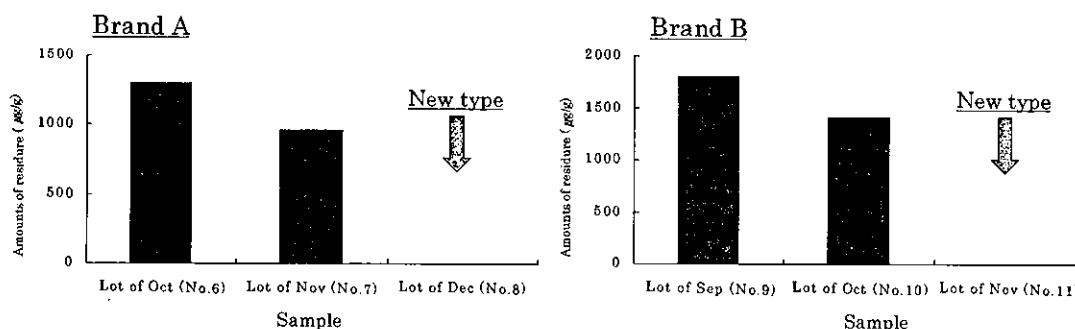 Brand A
Amounts of residure (µg/g)
1500
1000
500
0
New type
Lot of Oct (No.6)
Lot of Nov (No.7)
Lot of Dec (No.8)
Sample
Brand B
Amounts of residure (µg/g)
2000
1500
1000
500
0
New type
Lot of Sep (No.9)
Lot of Oct (No.10)
Lot of Nov (No.11)
Sample